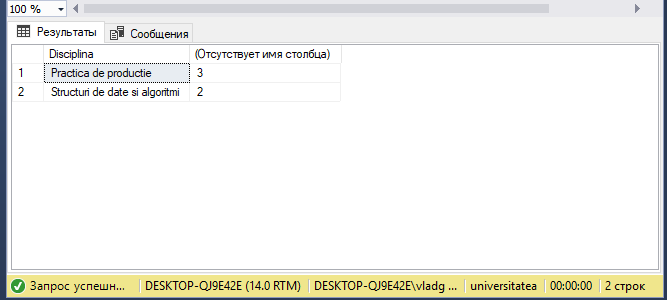 100 %
Результаты Сообщения
Disciplina (Отсутствует имя столбца)
1 Practica de productie 3
2 Structuri de date si algoritmi 2
Запрос успешн... DESKTOP-QJ9E42E (14.0 RTM) DESKTOP-QJ9E42E\vladg ... universitatea 00:00:00 2 строк